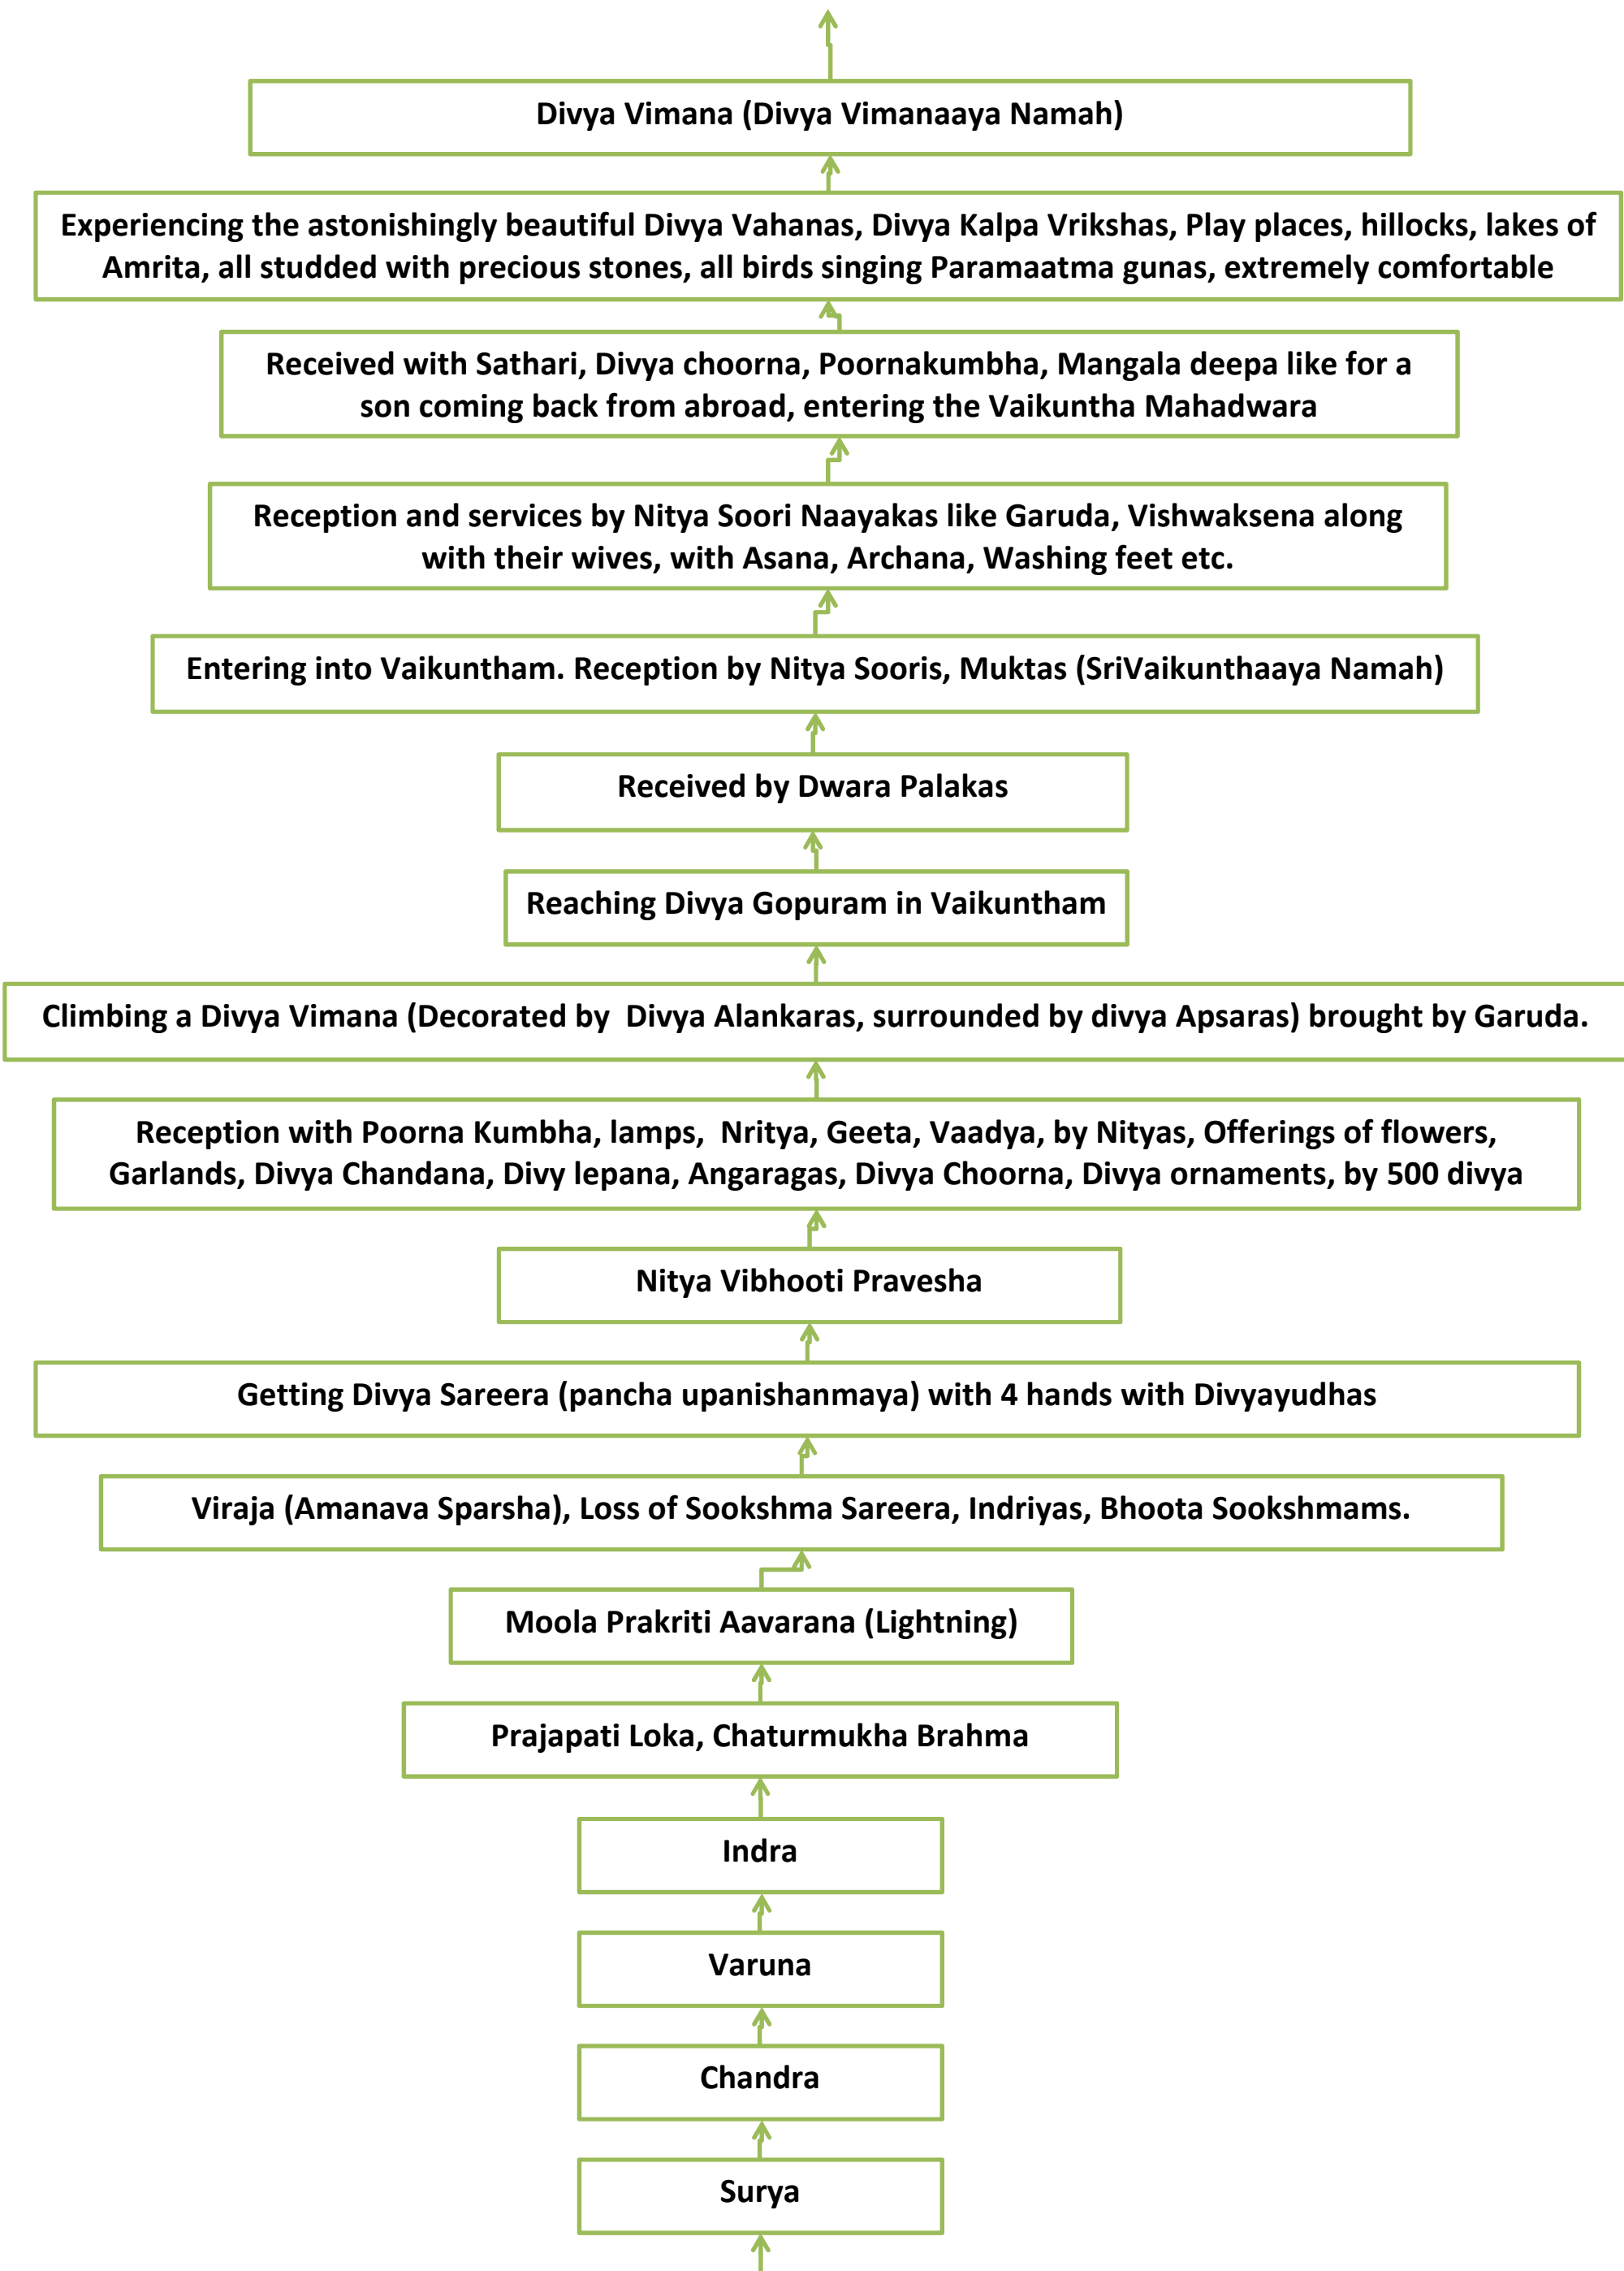 Divya Vimana (Divya Vimanaaya Namah)
Experiencing the astonishingly beautiful Divya Vahanas, Divya Kalpa Vrikshas, Play places, hillocks, lakes of
Amrita, all studded with precious stones, all birds singing Paramaatma gunas, extremely comfortable
Received with Sathari, Divya choorna, Poornakumbha, Mangala deepa like for a
son coming back from abroad, entering the Vaikuntha Mahadwara
Reception and services by Nitya Soori Naayakas like Garuda, Vishwaksena along
with their wives, with Asana, Archana, Washing feet etc.
Entering into Vaikuntham. Reception by Nitya Sooris, Muktas (SriVaikunthaaya Namah)
Received by Dwara Palakas
Reaching Divya Gopuram in Vaikuntham
Climbing a Divya Vimana (Decorated by Divya Alankaras, surrounded by divya Apsaras) brought by Garuda.
Reception with Poorna Kumbha, lamps, Nritya, Geeta, Vaadya, by Nityas, Offerings of flowers,
Garlands, Divya Chandana, Divy lepana, Angaragas, Divya Choorna, Divya ornaments, by 500 divya
Nitya Vibhooti Pravesha
Getting Divya Sareera (pancha upanishanmaya) with 4 hands with Divyayudhas
Viraja (Amanava Sparsha), Loss of Sookshma Sareera, Indriyas, Bhoota Sookshmams.
Moola Prakriti Aavarana (Lightning)
Prajapati Loka, Chaturmukha Brahma
Indra
Varuna
Chandra
Surya